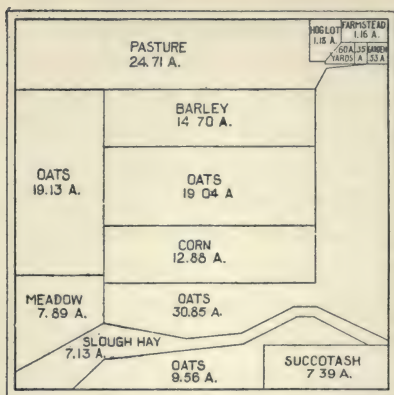 HOG LOT
1.18 A.
FARMSTEAD
1.16 A.
PASTURE
24.71 A.
.60 A. .35 GARDEN
YARDS A. .33 A
BARLEY
14 70 A.
OATS
19.13 A.
OATS
19 04 A
CORN
12.88 A.
MEADOW
7.89 A.
OATS
30.85 A.
SLOUGH HAY
7.13 A.
OATS
9.56 A.
SUCCOTASH
7 39 A.